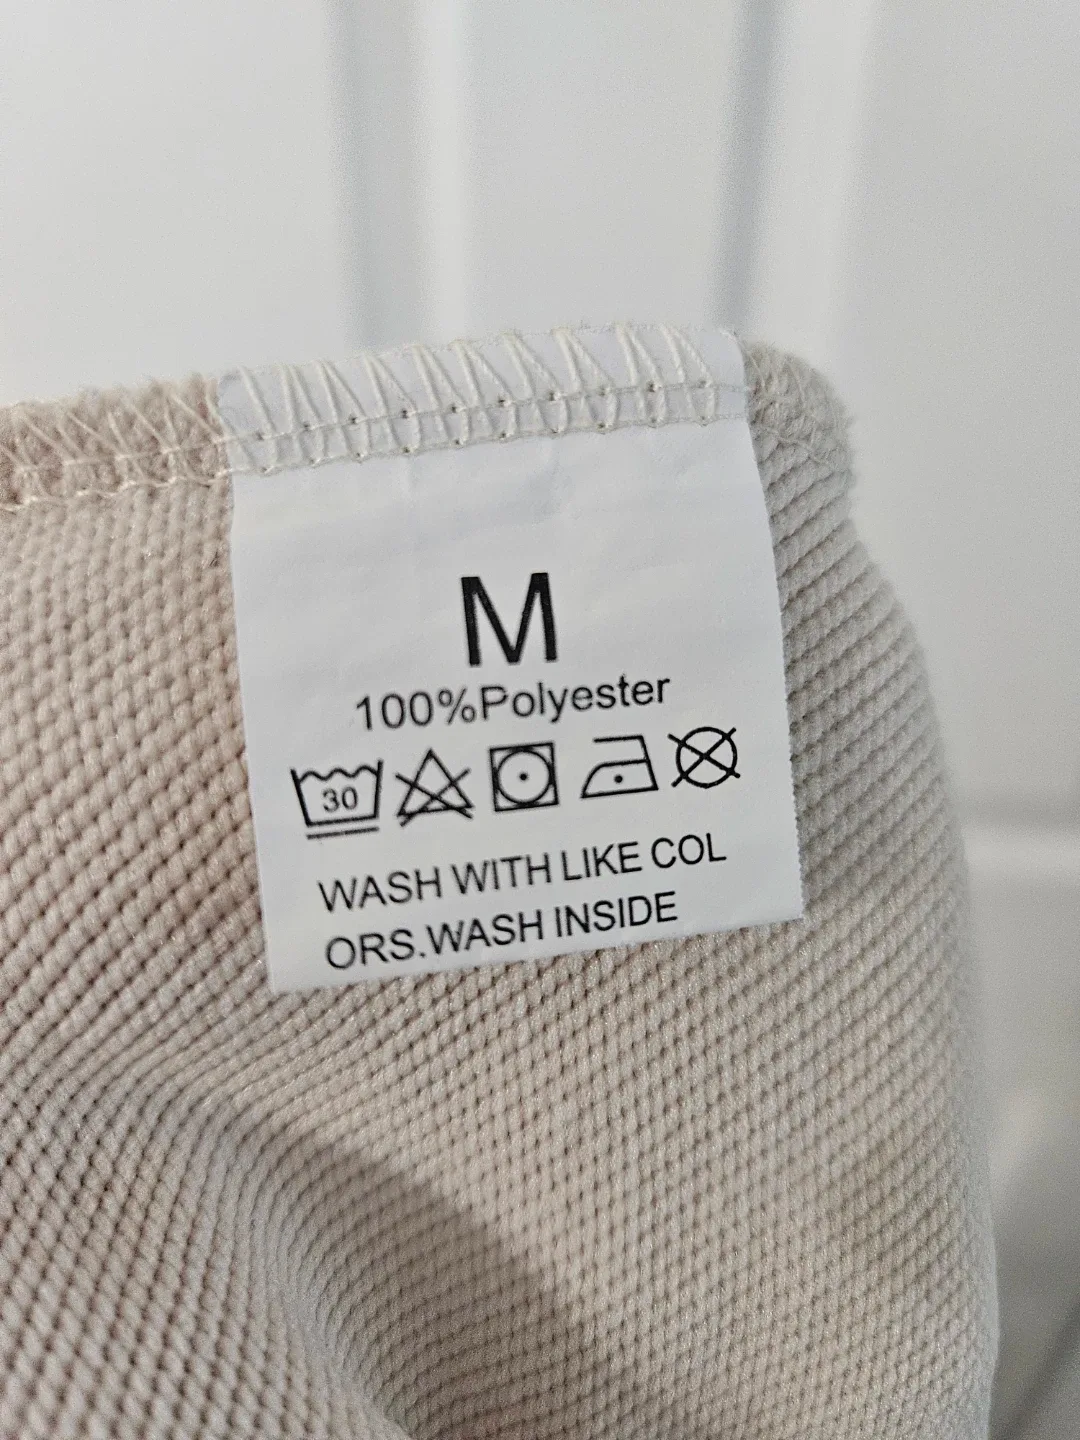 M
100%Polyester
30
WASH WITH LIKE COL
ORS.WASH INSIDE